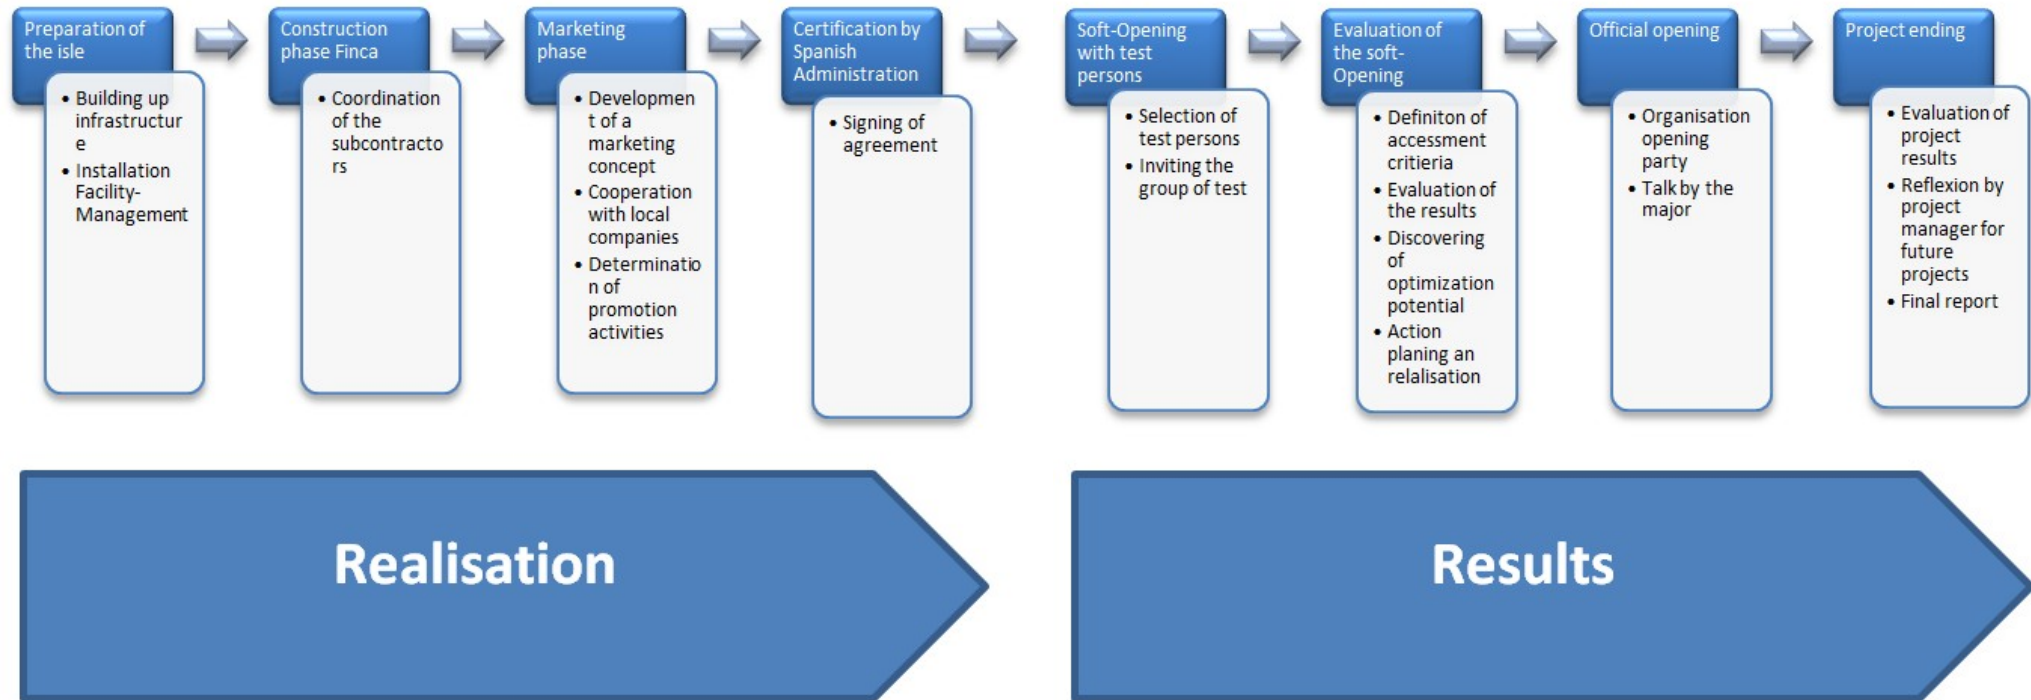 Preparation of
the isle
• Building up
infrastructur
e
• Installation
Facility-
Management
Construction
phase Finca
• Coordination
of the
subcontracto
rs
Marketing
phase
• Developmen
t of a
marketing
concept
• Cooperation
with local
companies
• Determinatio
n of
promotion
activities
Certification by
Spanish
Administration
• Signing of
agreement
Soft-Opening
with test
persons
• Selection of
test persons
• Inviting the
group of test
Evaluation of
the soft-
Opening
• Definiton of
accessment
critieria
• Evaluation of
the results
• Discovering
of
optimization
potential
• Action
planing an
relalisation
Official opening
• Organisation
opening
party
• Talk by the
major
Project ending
• Evaluation of
project
results
• Reflexion by
project
manager for
future
projects
• Final report
Realisation
Results